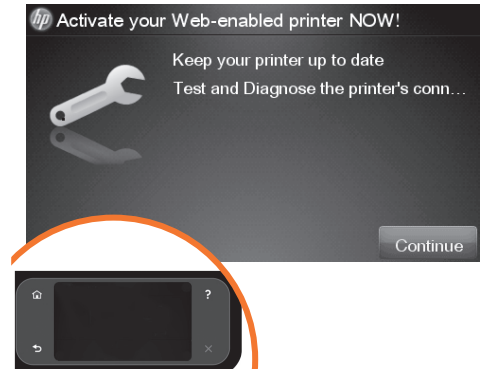 hp Activate your Web-enabled printer NOW!
Keep your printer up to date
Test and Diagnose the printer's conn…
Continue
?